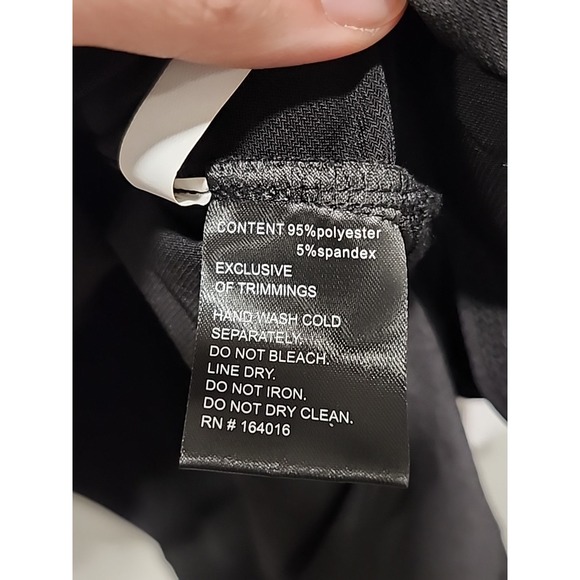 CONTENT 95%polyester
5%spandex
EXCLUSIVE
OF TRIMMINGS
HAND WASH COLD
SEPARATELY.
DO NOT BLEACH.
LINE DRY.
DO NOT IRON.
DO NOT DRY CLEAN.
RN # 164016